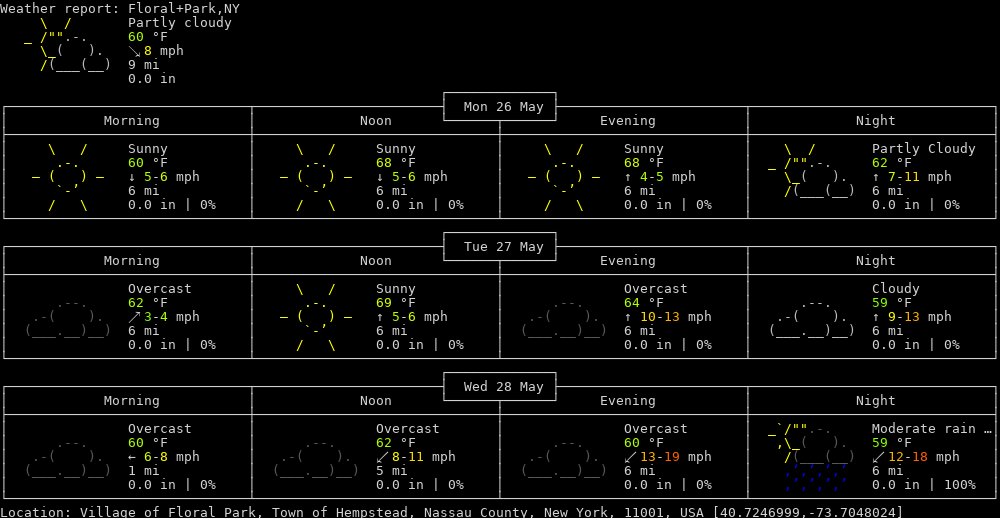 Weather report: Floral+Park,NY
Partly cloudy
60 °F
↘ 8 mph
9 mi
0.0 in
Mon 26 May
Morning Noon Evening Night
Sunny Sunny Sunny Partly Cloudy
60 °F 68 °F 68 °F 62 °F
↓ 5-6 mph ↓ 5-6 mph ↑ 4-5 mph ↑ 7-11 mph
6 mi 6 mi 6 mi 6 mi
0.0 in | 0% 0.0 in | 0% 0.0 in | 0% 0.0 in | 0%
Tue 27 May
Morning Noon Evening Night
Overcast Sunny Overcast Cloudy
62 °F 69 °F 64 °F 59 °F
↗ 3-4 mph ↑ 5-6 mph ↑ 10-13 mph ↑ 9-13 mph
6 mi 6 mi 6 mi 6 mi
0.0 in | 0% 0.0 in | 0% 0.0 in | 0% 0.0 in | 0%
Wed 28 May
Morning Noon Evening Night
Overcast Overcast Overcast Moderate rain …
60 °F 62 °F 60 °F 59 °F
← 6-8 mph ↙ 8-11 mph ↙ 13-19 mph ↙ 12-18 mph
1 mi 5 mi 6 mi 6 mi
0.0 in | 0% 0.0 in | 0% 0.0 in | 0% 0.0 in | 100%
Location: Village of Floral Park, Town of Hempstead, Nassau County, New York, 11001, USA [40.7246999,-73.7048024]